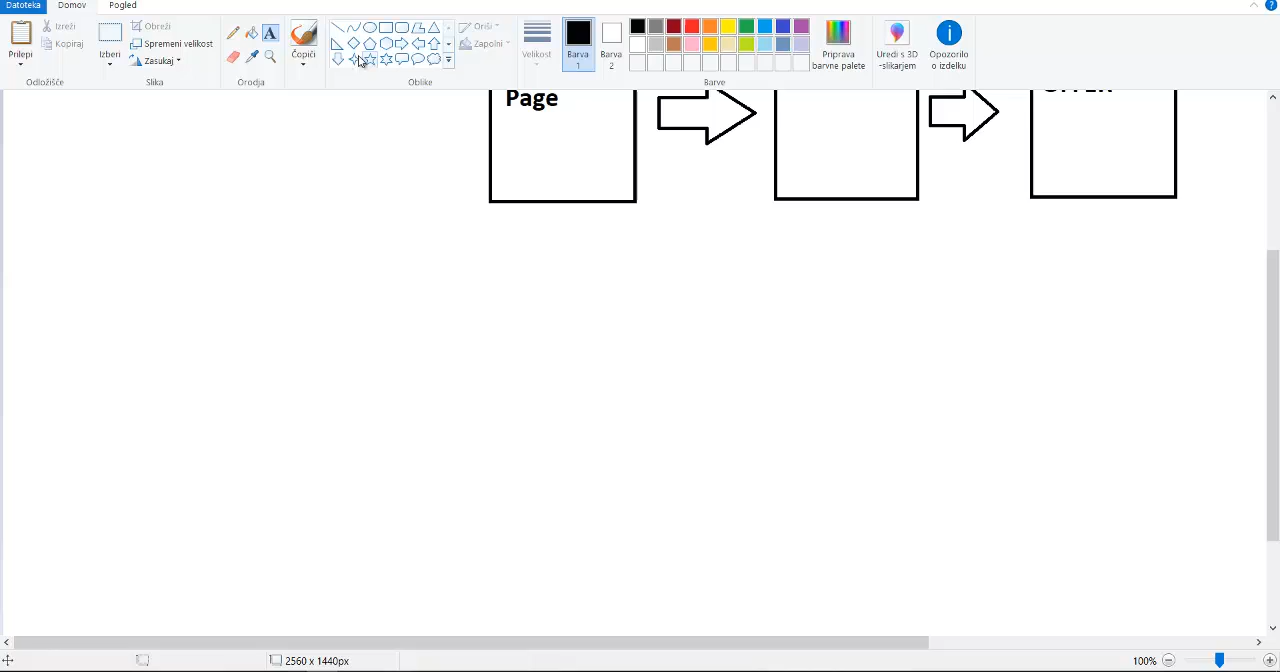 Datoteka Domov Pogled
Prilepi
Izreži
Kopiraj
Odložišče
Izberi
Obreži
Spremeni velikost
Zasukaj
Slika
A
Orodja
Čopiči
Oriši
Zapolni
Oblike
Velikost
Barva
1
Barva
2
Priprava
barvne palete
Barve
Uredi s 3D
-slikarjem
Opozorilo
o izdelku
Page
2560 x 1440px
100%